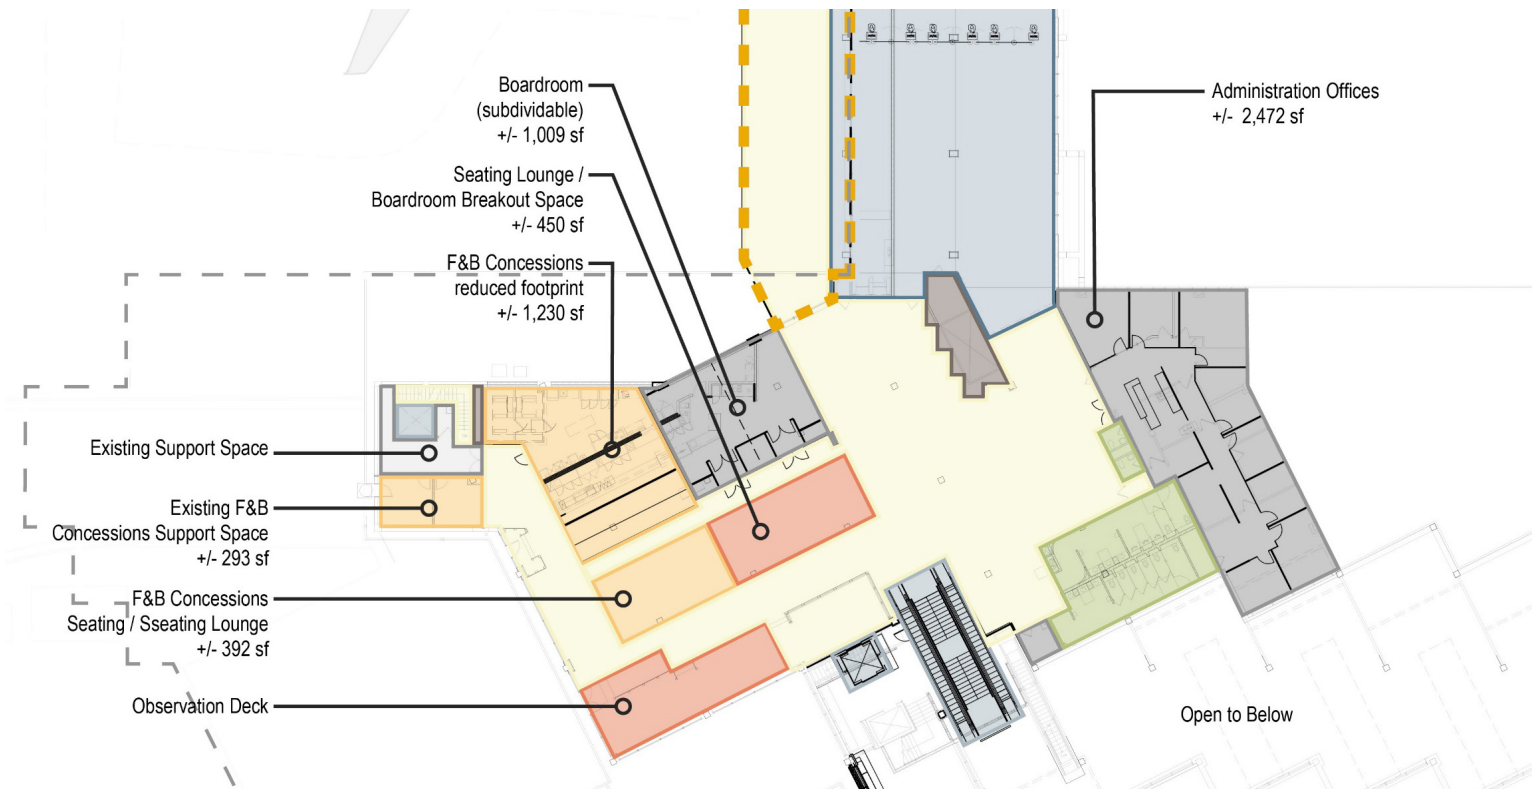 Boardroom
(subdividable)
+/- 1,009 sf
Seating Lounge /
Boardroom Breakout Space
+/- 450 sf
F&B Concessions
reduced footprint
+/- 1,230 sf
Administration Offices
+/- 2,472 sf
Existing Support Space
Existing F&B
Concessions Support Space
+/- 293 sf
F&B Concessions
Seating / Sseating Lounge
+/- 392 sf
Observation Deck
Open to Below